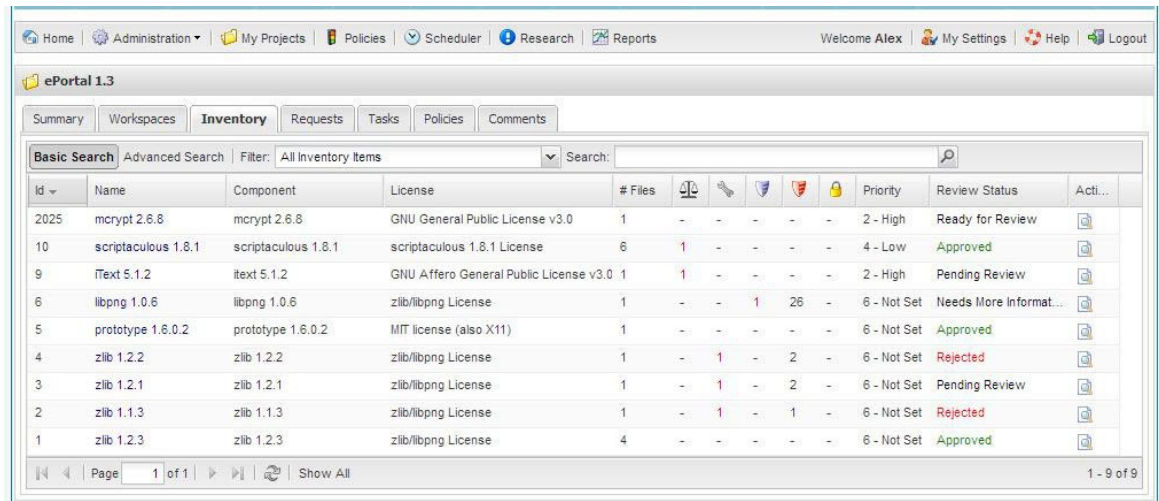 Home Administration My Projects Policies Scheduler Research Reports Welcome Alex My Settings Help Logout
ePortal 1.3
Summary Workspaces Inventory Requests Tasks Policies Comments
Basic Search Advanced Search Filter: All Inventory Items Search:
Id Name Component License # Files Priority Review Status Acti...
2025 mcrypt 2.6.8 mcrypt 2.6.8 GNU General Public License v3.0 1 - - - - - 2 - High Ready for Review
10 scriptaculous 1.8.1 scriptaculous 1.8.1 scriptaculous 1.8.1 License 6 1 - - - - 4 - Low Approved
9 iText 5.1.2 itext 5.1.2 GNU Affero General Public License v3.0 1 1 - - - - 2 - High Pending Review
6 libpng 1.0.6 libpng 1.0.6 zlib/libpng License 1 - - 1 26 - 6 - Not Set Needs More Informat...
5 prototype 1.6.0.2 prototype 1.6.0.2 MIT license (also X11) 1 - - - - - 6 - Not Set Approved
4 zlib 1.2.2 zlib 1.2.2 zlib/libpng License 1 - 1 - 2 - 6 - Not Set Rejected
3 zlib 1.2.1 zlib 1.2.1 zlib/libpng License 1 - 1 - 2 - 6 - Not Set Pending Review
2 zlib 1.1.3 zlib 1.1.3 zlib/libpng License 1 - 1 - 1 - 6 - Not Set Rejected
1 zlib 1.2.3 zlib 1.2.3 zlib/libpng License 4 - - - - - 6 - Not Set Approved
Page 1 of 1 Show All 1 - 9 of 9